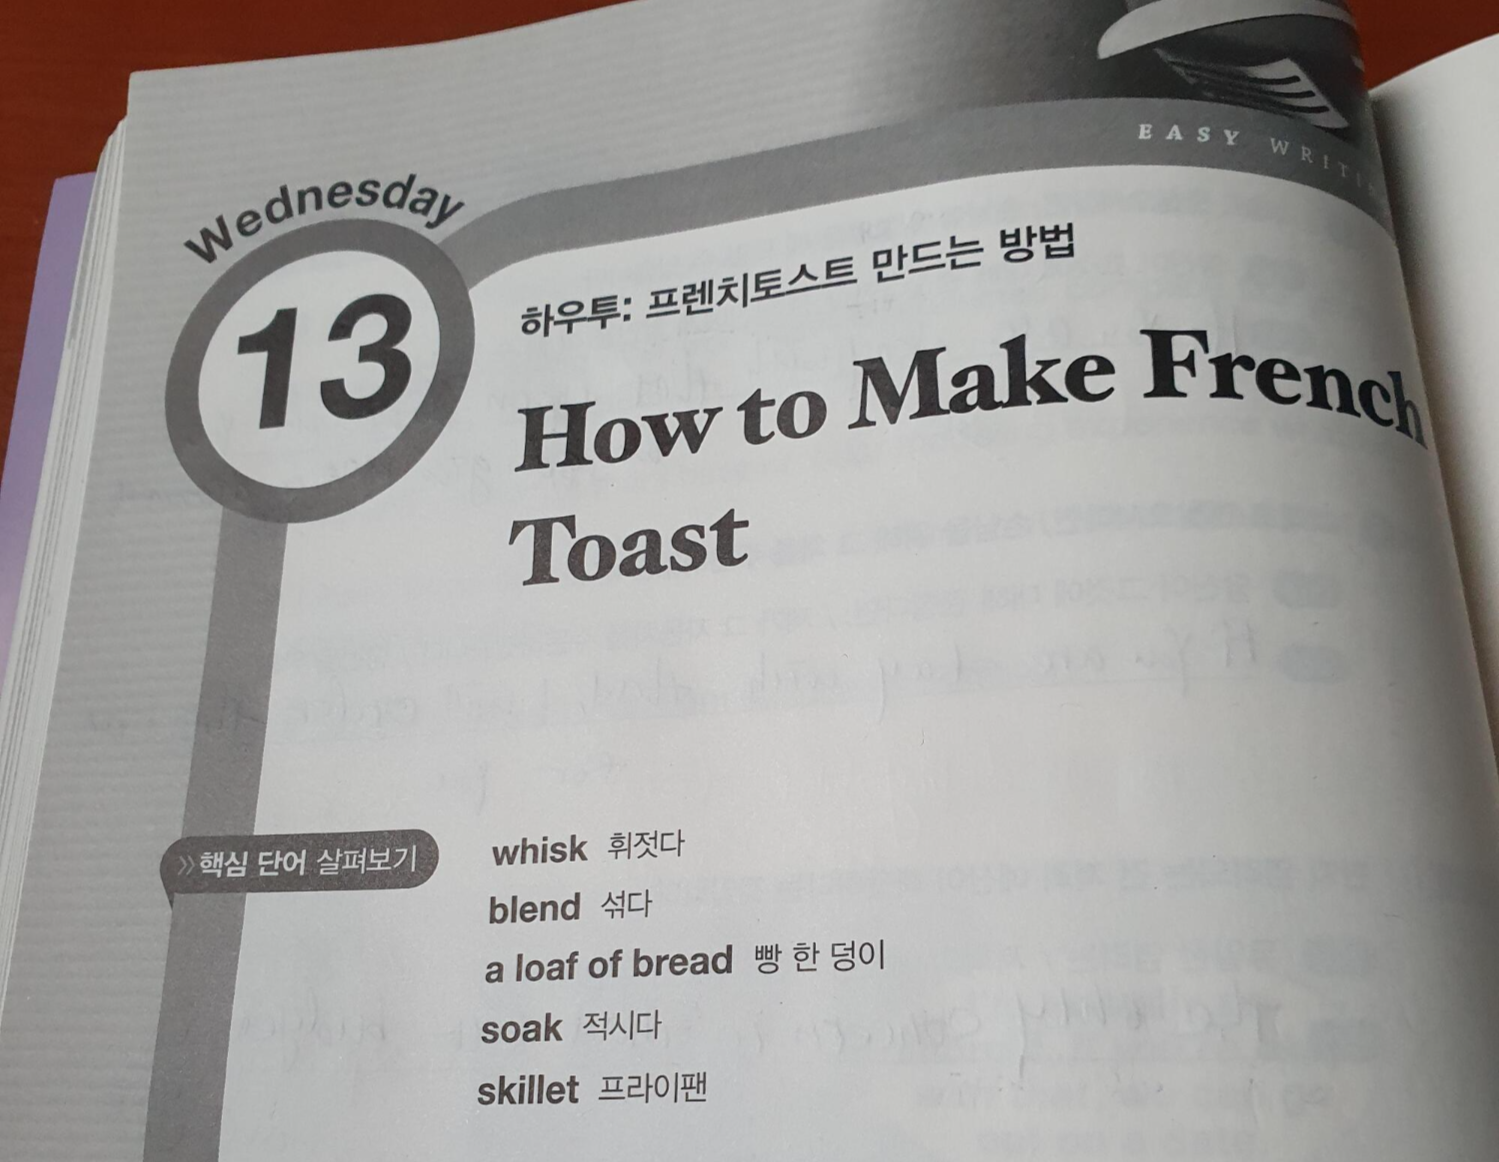 EASY
Wednesday
13
하우투: 프렌치토스트 만드는 방법
How to Make French
Toast
»핵심 단어 살펴보기
whisk 휘젓다
blend 섞다
a loaf of bread 빵 한 덩이
soak 적시다
skillet 프라이팬